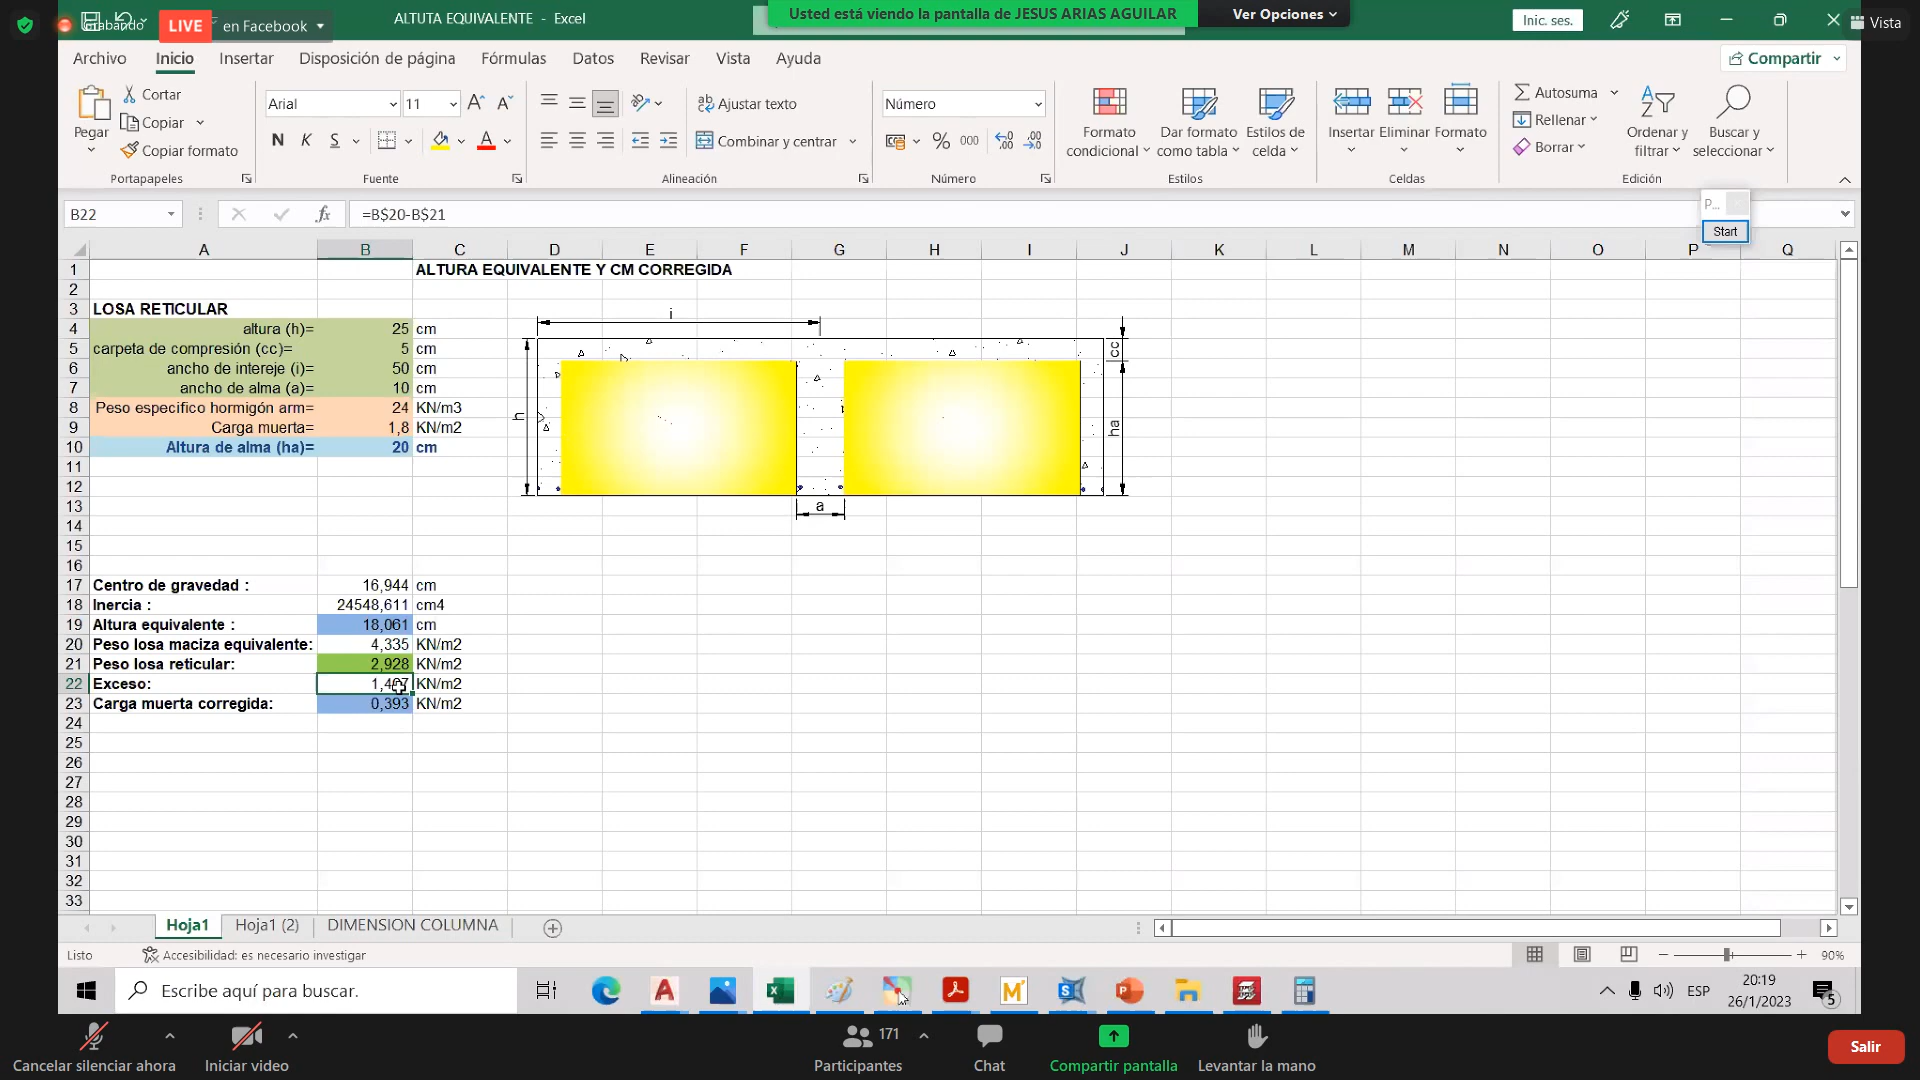 Grabando
LIVE en Facebook
ALTUTA EQUIVALENTE - Excel
Usted está viendo la pantalla de JESUS ARIAS AGUILAR
Ver Opciones
Inic. ses.
Vista
Archivo Inicio Insertar Disposición de página Fórmulas Datos Revisar Vista Ayuda
Compartir
Pegar
Cortar
Copiar
Copiar formato
Portapapeles
Arial 11
N K S
Fuente
Ajustar texto
Combinar y centrar
Alineación
Número
% 000
Número
Formato condicional
Dar formato como tabla
Estilos de celda
Estilos
Insertar Eliminar Formato
Celdas
Autosuma
Rellenar
Borrar
Ordenar y filtrar
Buscar y seleccionar
Edición
P...
Start
B22 fx =B$20-B$21
A B C D E F G H I J K L M N O P Q
1 ALTURA EQUIVALENTE Y CM CORREGIDA
2
3 LOSA RETICULAR
4 altura (h)= 25 cm
5 carpeta de compresión (cc)= 5 cm
6 ancho de intereje (i)= 50 cm
7 ancho de alma (a)= 10 cm
8 Peso especifico hormigón arm= 24 KN/m3
9 Carga muerta= 1,8 KN/m2
10 Altura de alma (ha)= 20 cm
i
cc
h
ha
a
11
12
13
14
15
16
17 Centro de gravedad : 16,944 cm
18 Inercia : 24548,611 cm4
19 Altura equivalente : 18,061 cm
20 Peso losa maciza equivalente: 4,335 KN/m2
21 Peso losa reticular: 2,928 KN/m2
22 Exceso: KN/m2
23 Carga muerta corregida: 0,393 KN/m2
24
25
26
27
28
29
30
31
32
33
Hoja1 Hoja1 (2) DIMENSION COLUMNA
Listo Accesibilidad: es necesario investigar 90%
Escribe aquí para buscar.
ESP
20:19
26/1/2023
5
Cancelar silenciar ahora
Iniciar video
171
Participantes
Chat
Compartir pantalla
Levantar la mano
Salir